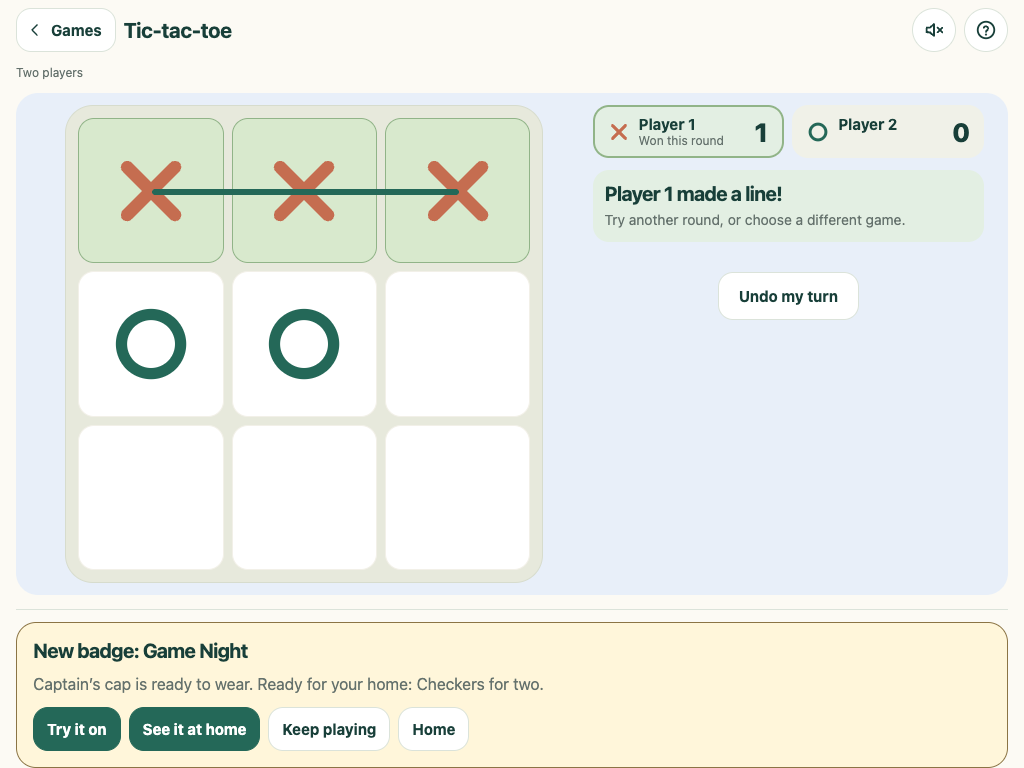 Games
Tic-tac-toe
Two players
Player 1
Won this round
1
Player 2
0
Player 1 made a line!
Try another round, or choose a different game.
Undo my turn
New badge: Game Night
Captain’s cap is ready to wear. Ready for your home: Checkers for two.
Try it on
See it at home
Keep playing
Home